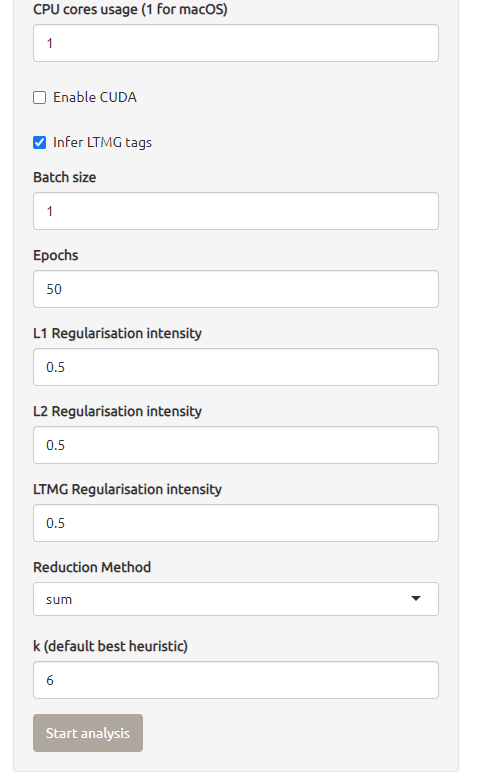 CPU cores usage (1 for macOS)
1
Enable CUDA
Infer LTMG tags
Batch size
1
Epochs
50
L1 Regularisation intensity
0.5
L2 Regularisation intensity
0.5
LTMG Regularisation intensity
0.5
Reduction Method
sum
k (default best heuristic)
6
Start analysis